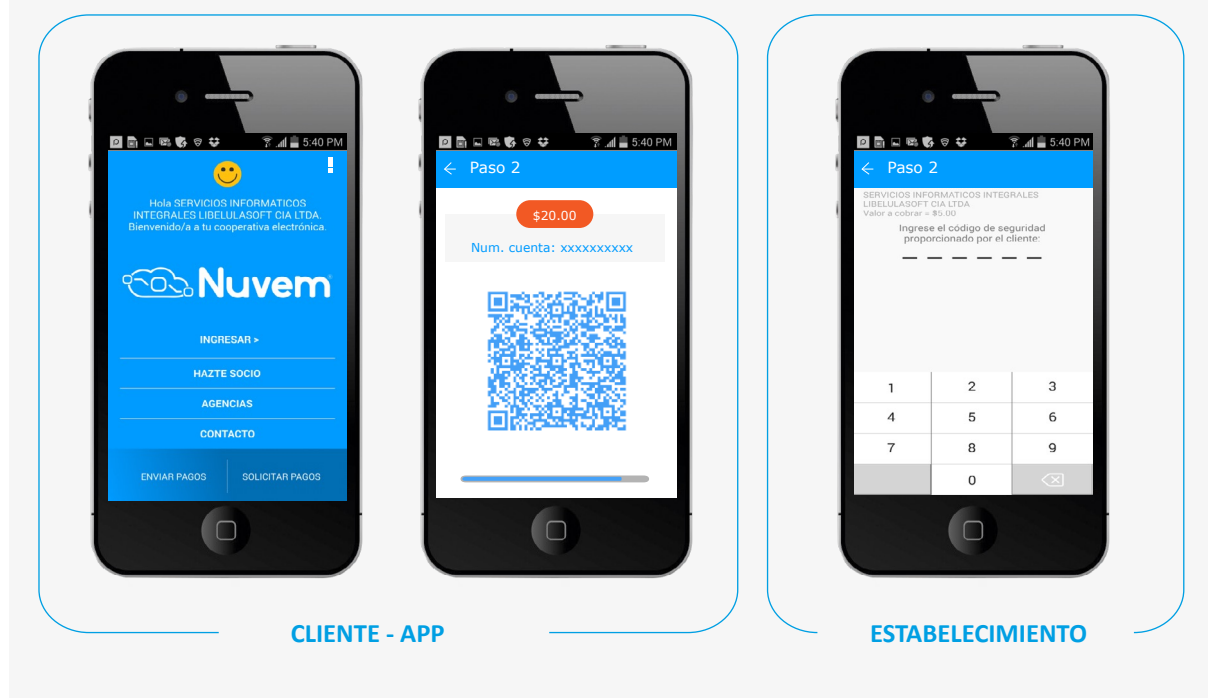 5:40 PM
Hola SERVICIOS INFORMATICOS
INTEGRALES LIBELULASOFT CIA LTDA.
Bienvenido/a a tu cooperativa electrónica.
Nuvem
INGRESAR >
HAZTE SOCIO
AGENCIAS
CONTACTO
ENVIAR PAGOS
SOLICITAR PAGOS
5:40 PM
Paso 2
$20.00
Num. cuenta: xxxxxxxxxx
CLIENTE - APP
5:40 PM
Paso 2
SERVICIOS INFORMATICOS INTEGRALES
LIBELULASOFT CIA LTDA
Valor a cobrar = $5.00
Ingrese el código de seguridad
proporcionado por el cliente:
1 2 3
4 5 6
7 8 9
0
ESTABELECIMIENTO